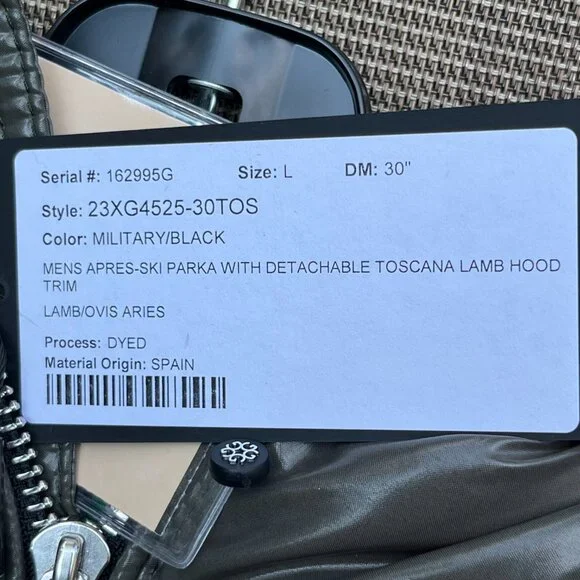 Serial #: 162995G Size: L DM: 30"
Style: 23XG4525-30TOS
Color: MILITARY/BLACK
MENS APRES-SKI PARKA WITH DETACHABLE TOSCANA LAMB HOOD
TRIM
LAMB/OVIS ARIES
Process: DYED
Material Origin: SPAIN